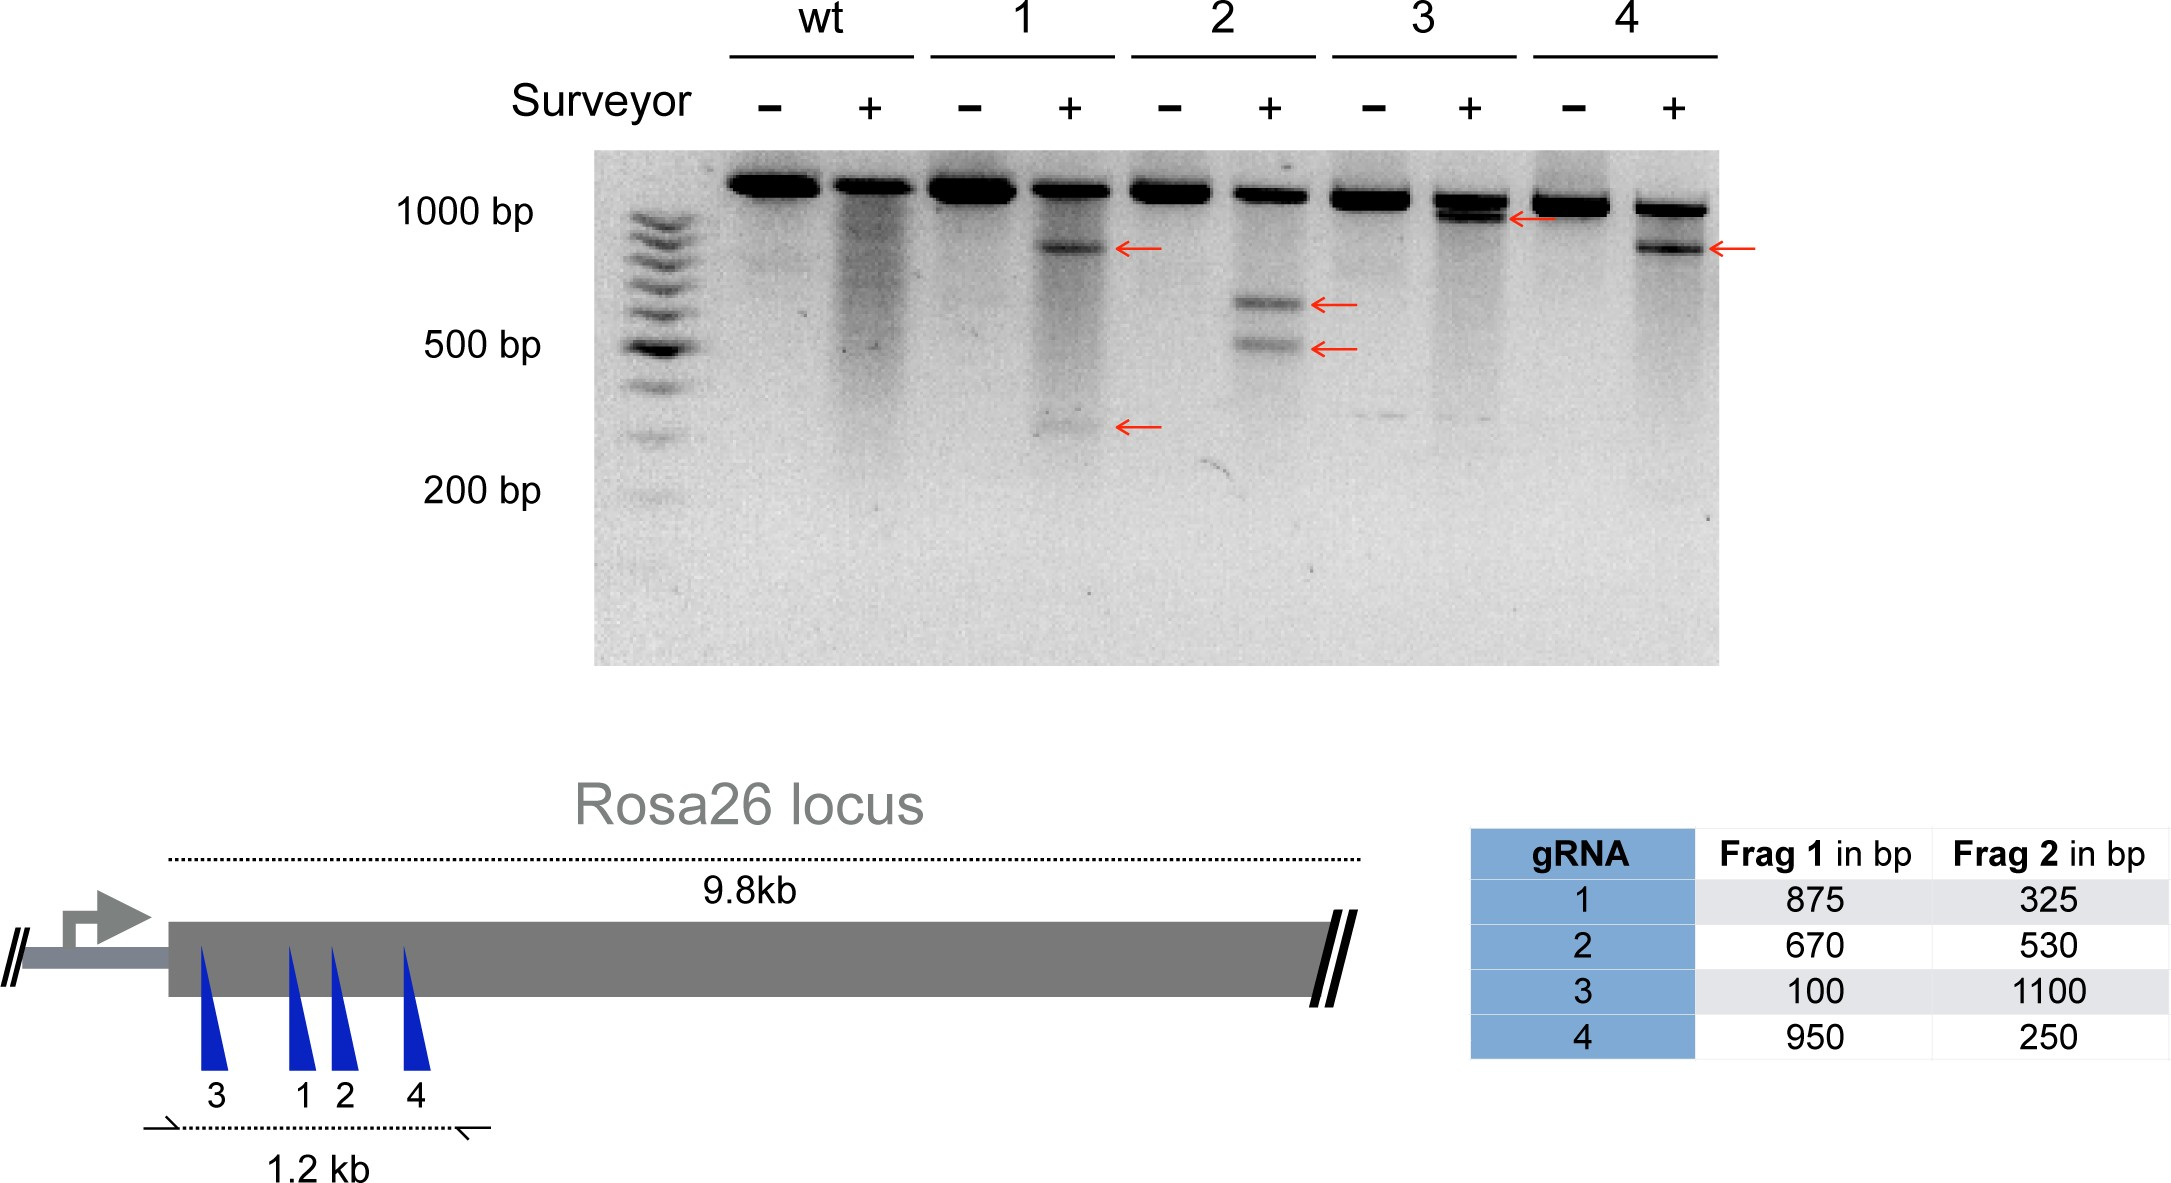 wt 1 2 3 4
Surveyor - + - + - + - + - +
1000 bp
500 bp
200 bp
Rosa26 locus
9.8kb
3 1 2 4
1.2 kb
gRNA Frag 1 in bp Frag 2 in bp
1 875 325
2 670 530
3 100 1100
4 950 250